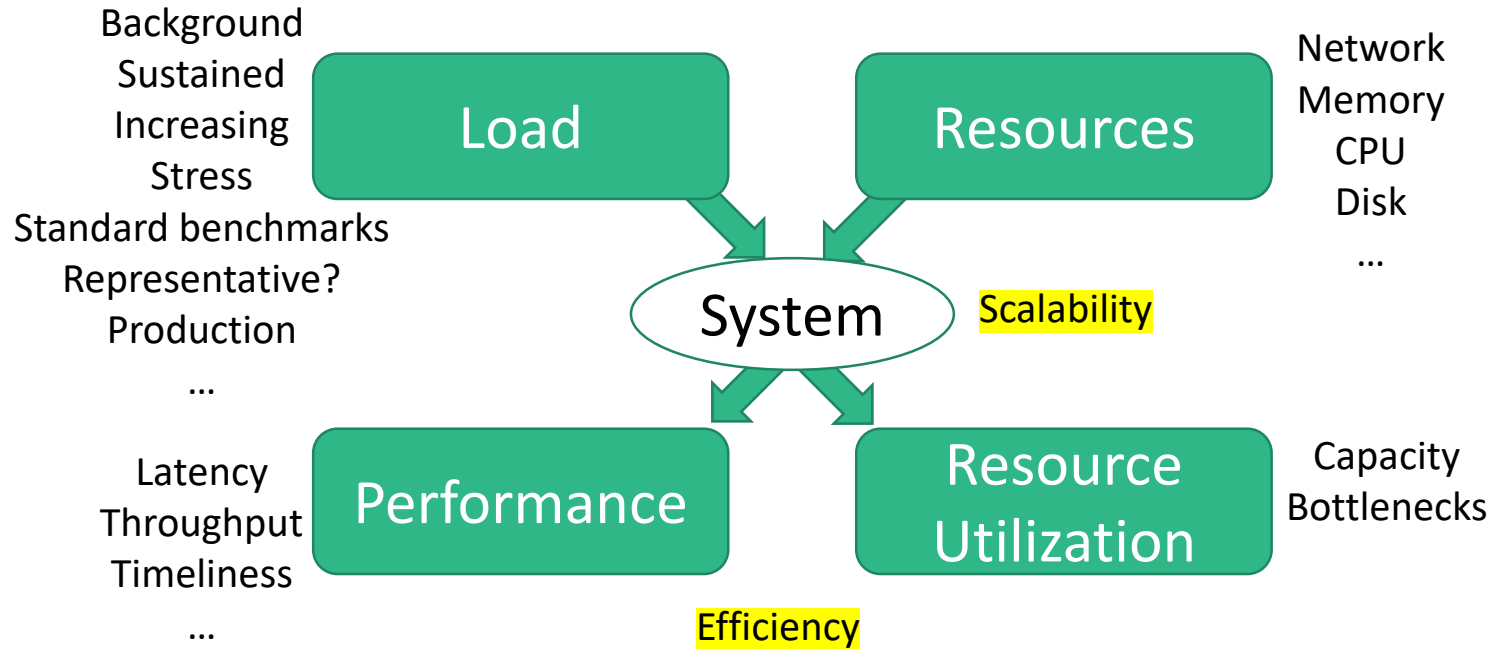 Background
Sustained
Increasing
Stress
Standard benchmarks
Representative?
Production
...
Load
Resources
Network
Memory
CPU
Disk
...
System
Scalability
Latency
Throughput
Timeliness
...
Performance
Resource
Utilization
Capacity
Bottlenecks
Efficiency